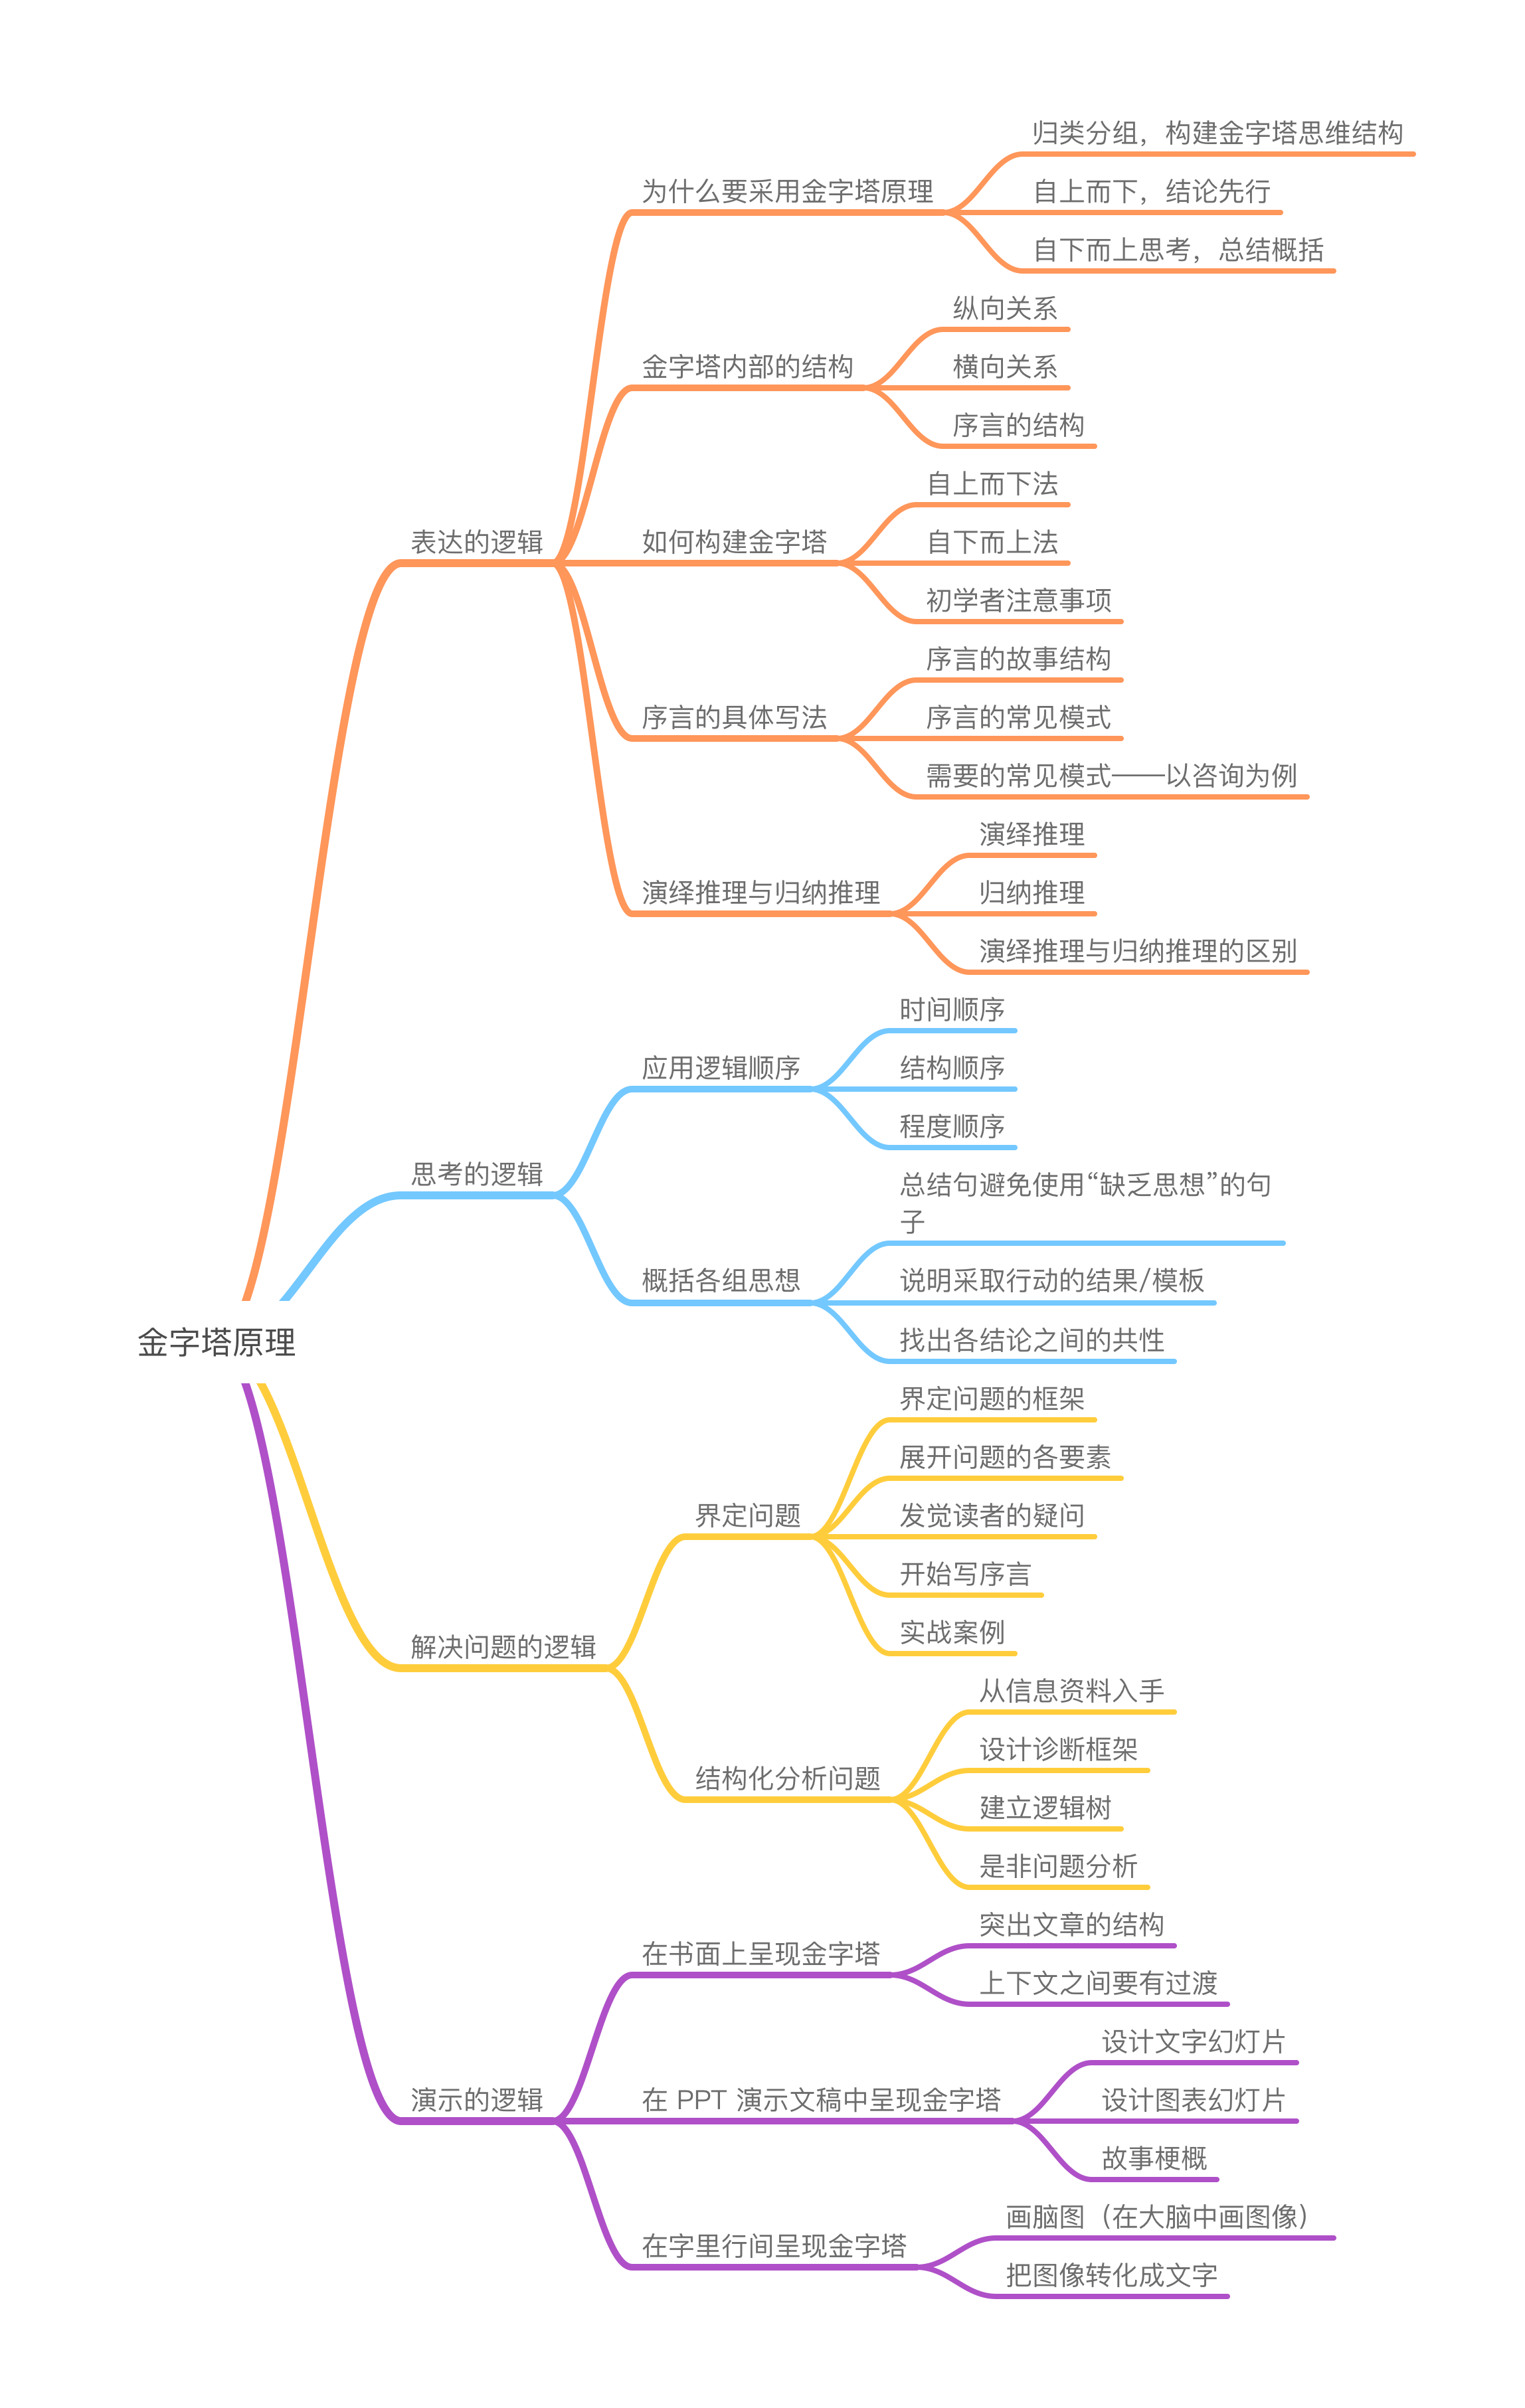 金字塔原理
表达的逻辑
为什么要采用金字塔原理
归类分组，构建金字塔思维结构
自上而下，结论先行
自下而上思考，总结概括
金字塔内部的结构
纵向关系
横向关系
序言的结构
如何构建金字塔
自上而下法
自下而上法
初学者注意事项
序言的具体写法
序言的故事结构
序言的常见模式
需要的常见模式——以咨询为例
演绎推理与归纳推理
演绎推理
归纳推理
演绎推理与归纳推理的区别
思考的逻辑
应用逻辑顺序
时间顺序
结构顺序
程度顺序
概括各组思想
总结句避免使用“缺乏思想”的句
子
说明采取行动的结果/模板
找出各结论之间的共性
解决问题的逻辑
界定问题
界定问题的框架
展开问题的各要素
发觉读者的疑问
开始写序言
实战案例
结构化分析问题
从信息资料入手
设计诊断框架
建立逻辑树
是非问题分析
演示的逻辑
在书面上呈现金字塔
突出文章的结构
上下文之间要有过渡
在 PPT 演示文稿中呈现金字塔
设计文字幻灯片
设计图表幻灯片
故事梗概
在字里行间呈现金字塔
画脑图（在大脑中画图像）
把图像转化成文字